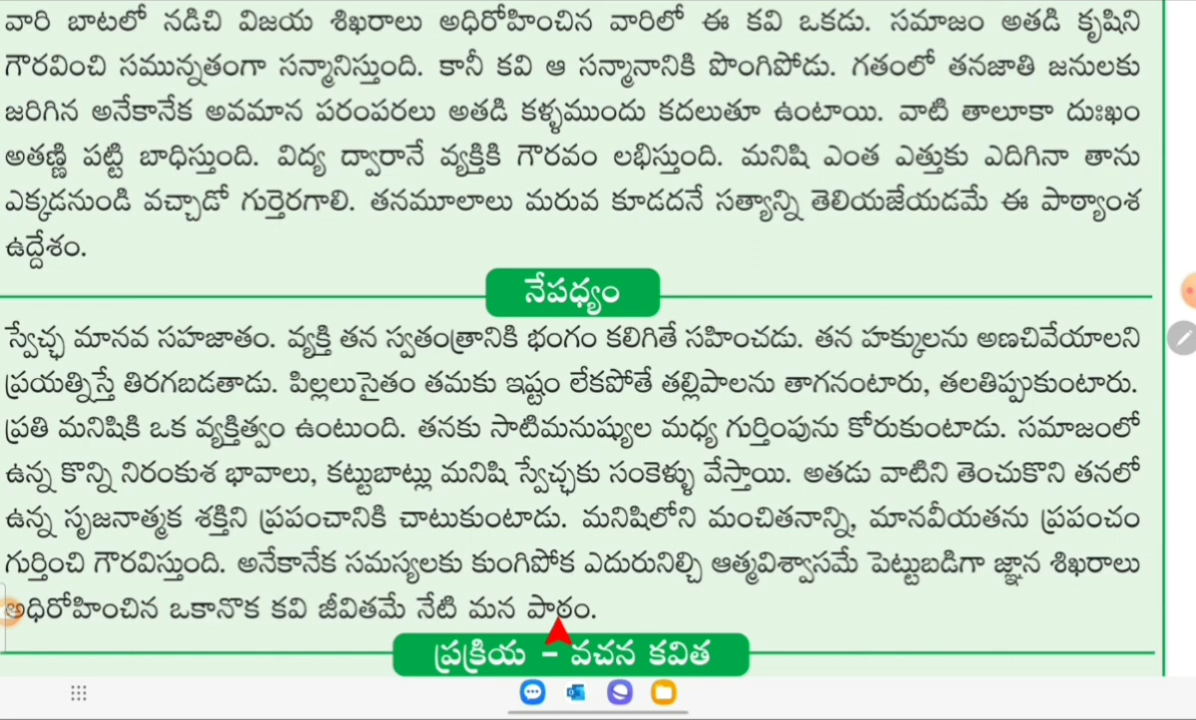 వారి బాటలో నడిచి విజయ శిఖరాలు అధిరోహించిన వారిలో ఈ కవి ఒకడు. సమాజం అతడి కృషిని
గౌరవించి సమున్నతంగా సన్మానిస్తుంది. కానీ కవి ఆ సన్మానానికి పొంగిపోడు. గతంలో తనజాతి జనులకు
జరిగిన అనేకానేక అవమాన పరంపరలు అతడి కళ్ళముందు కదలుతూ ఉంటాయి. వాటి తాలూకా దుఃఖం
అతణ్ణి పట్టి బాధిస్తుంది. విద్య ద్వారానే వ్యక్తికి గౌరవం లభిస్తుంది. మనిషి ఎంత ఎత్తుకు ఎదిగినా తాను
ఎక్కడనుండి వచ్చాడో గుర్తెరగాలి. తనమూలాలు మరువ కూడదనే సత్యాన్ని తెలియజేయడమే ఈ పాఠ్యాంశ
ఉద్దేశం.
నేపధ్యం
స్వేచ్ఛ మానవ సహజాతం. వ్యక్తి తన స్వతంత్రానికి భంగం కలిగితే సహించడు. తన హక్కులను అణచివేయాలని
ప్రయత్నిస్తే తిరగబడతాడు. పిల్లలుసైతం తమకు ఇష్టం లేకపోతే తల్లిపాలను తాగనంటారు, తలతిప్పుకుంటారు.
ప్రతి మనిషికి ఒక వ్యక్తిత్వం ఉంటుంది. తనకు సాటిమనుష్యుల మధ్య గుర్తింపును కోరుకుంటాడు. సమాజంలో
ఉన్న కొన్ని నిరంకుశ భావాలు, కట్టుబాట్లు మనిషి స్వేచ్ఛకు సంకెళ్ళు వేస్తాయి. అతడు వాటిని తెంచుకొని తనలో
ఉన్న సృజనాత్మక శక్తిని ప్రపంచానికి చాటుకుంటాడు. మనిషిలోని మంచితనాన్ని, మానవీయతను ప్రపంచం
గుర్తించి గౌరవిస్తుంది. అనేకానేక సమస్యలకు కుంగిపోక ఎదురునిల్చి ఆత్మవిశ్వాసమే పెట్టుబడిగా జ్ఞాన శిఖరాలు
అధిరోహించిన ఒకానొక కవి జీవితమే నేటి మన పాఠం.
ప్రక్రియ – వచన కవిత